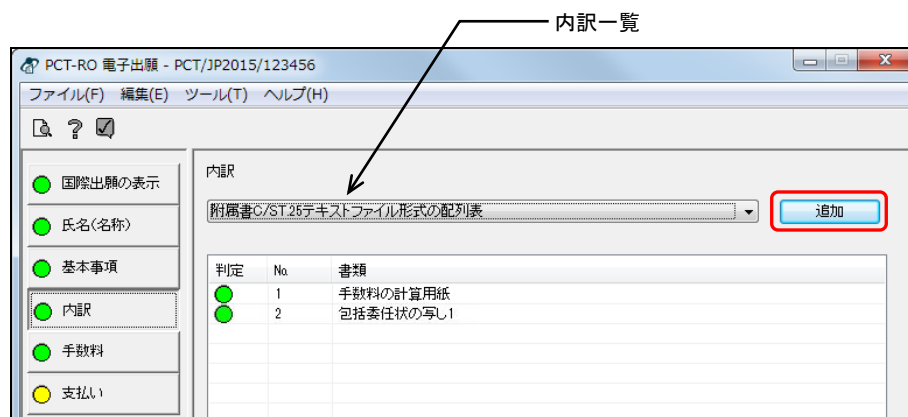 内訳一覧
PCT-RO 電子出願 - PCT/JP2015/123456
ファイル(F) 編集(E) ツール(T) ヘルプ(H)
国際出願の表示
氏名(名称)
基本事項
内訳
手数料
支払い
内訳
附属書C/ST.25テキストファイル形式の配列表
追加
判定 No. 書類
1 手数料の計算用紙
2 包括委任状の写し1